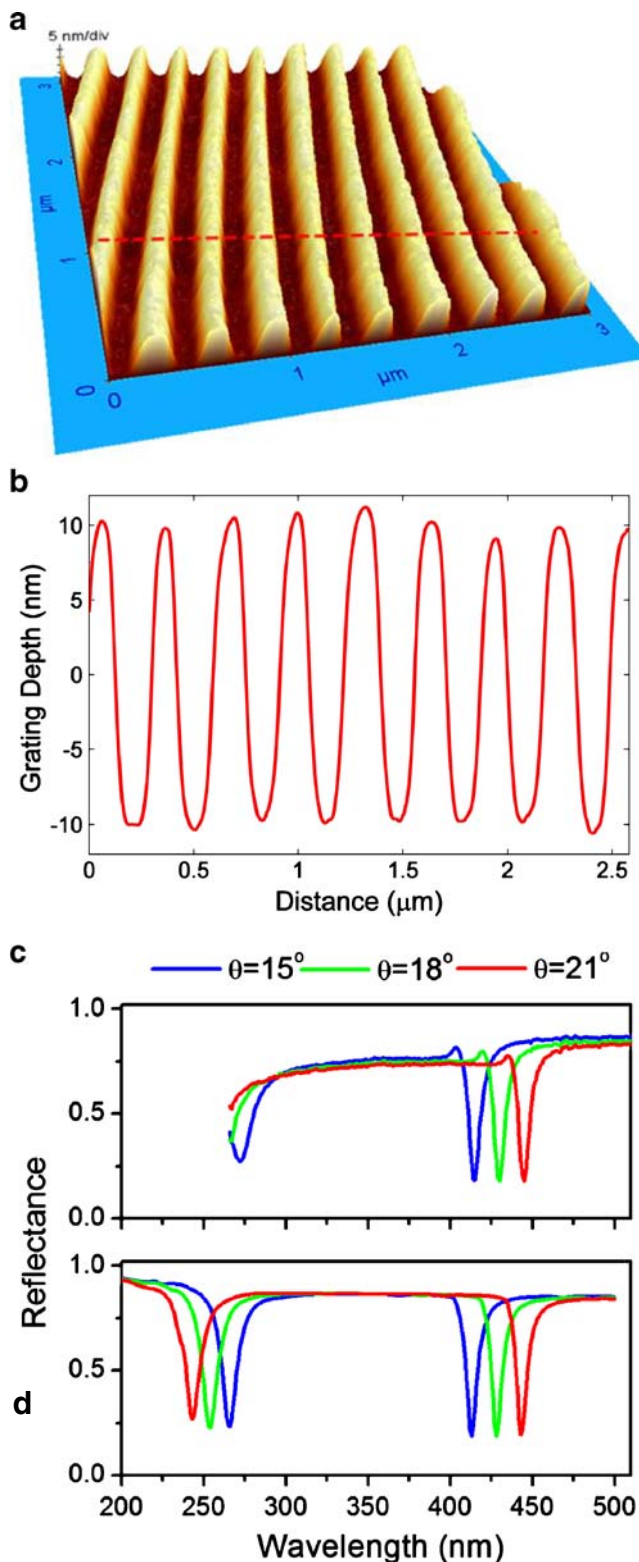 a
5 nm/div
3
2
µm
1
0
0
1
µm
2
3
b
Grating Depth (nm)
10
5
0
-5
-10
0
0.5
1
1.5
2
2.5
Distance (µm)
c
θ=15°
θ=18°
θ=21°
Reflectance
1.0
0.5
0.0
1.0
0.5
d
0.0
200
250
300
350
400
450
500
Wavelength (nm)